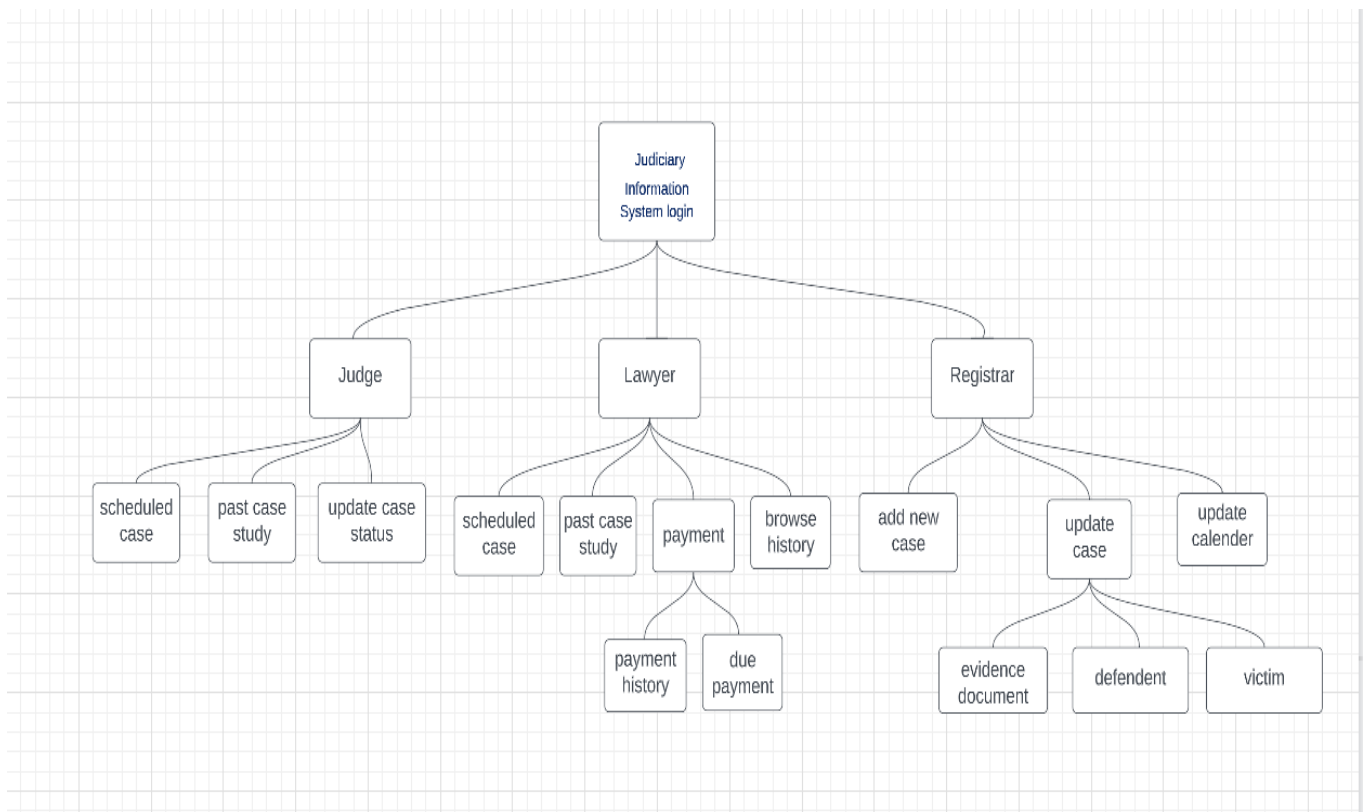 Judiciary
Information
System login
Judge
Lawyer
Registrar
scheduled
case
past case
study
update case
status
scheduled
case
past case
study
payment
browse
history
add new
case
update
case
update
calender
payment
history
due
payment
evidence
document
defendent
victim